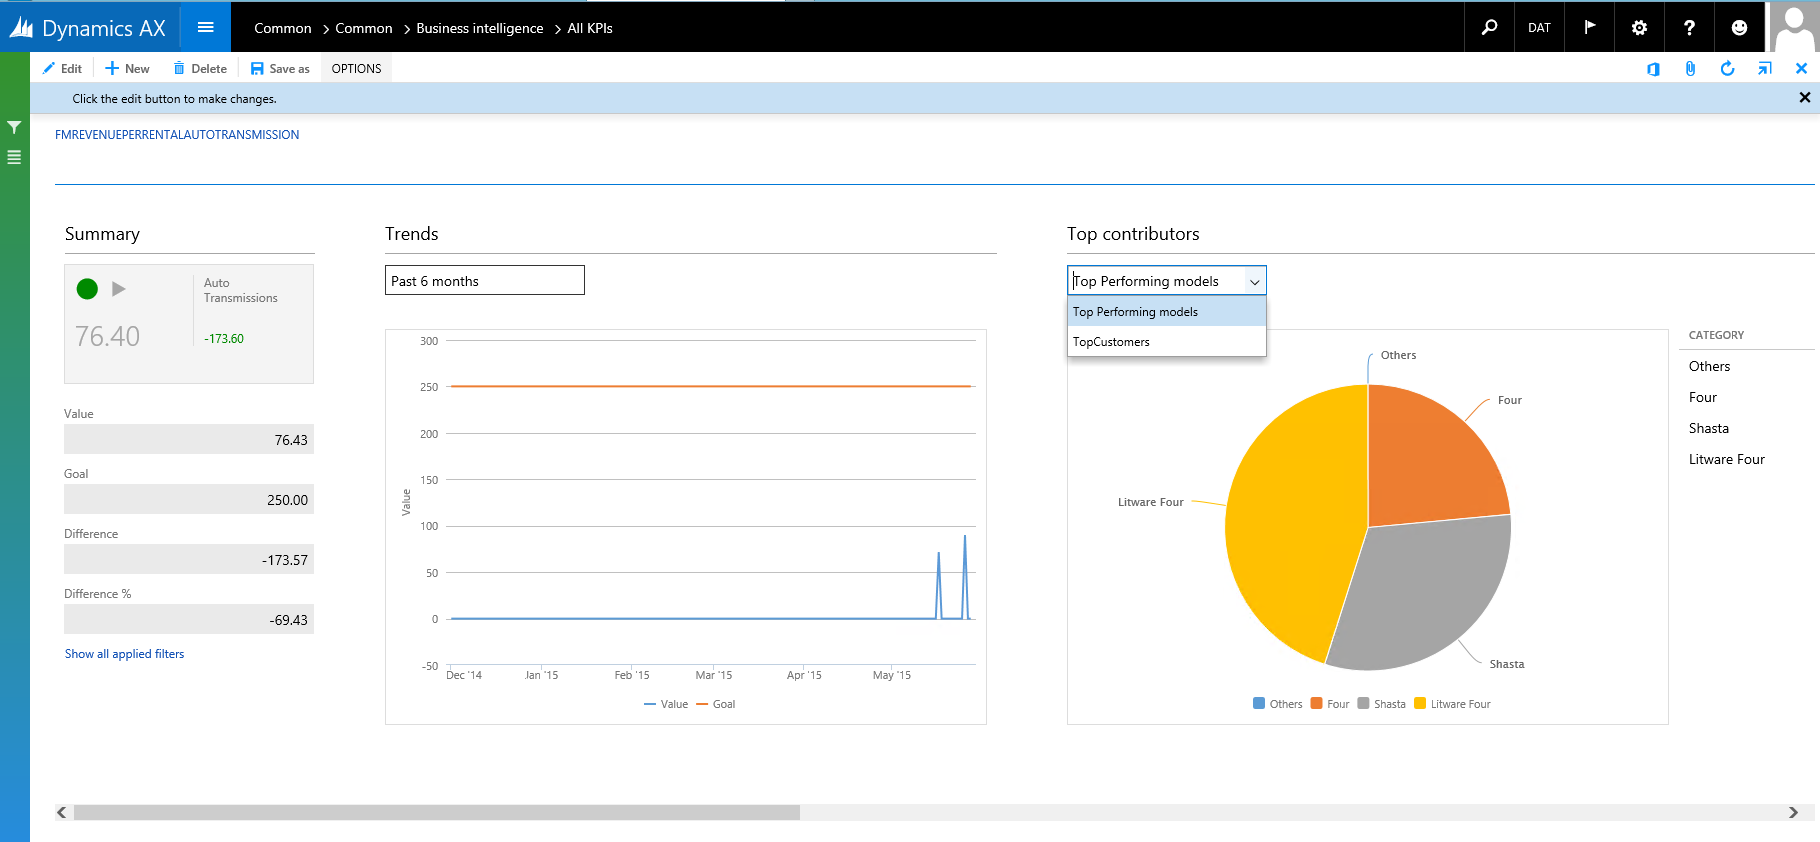 Dynamics AX
Common > Common > Business intelligence > All KPIs
DAT
Edit
New
Delete
Save as
OPTIONS
Click the edit button to make changes.
FMREVENUEPERRENTALAUTOTRANSMISSION
Summary
76.40
Auto
Transmissions
-173.60
Value
76.43
Goal
250.00
Difference
-173.57
Difference %
-69.43
Show all applied filters
Trends
Past 6 months
300
250
200
150
100
50
0
-50
Value
Dec '14
Jan '15
Feb '15
Mar '15
Apr '15
May '15
Value
Goal
Top contributors
Top Performing models
Top Performing models
TopCustomers
Others
Four
Litware Four
Shasta
Others
Four
Shasta
Litware Four
CATEGORY
Others
Four
Shasta
Litware Four